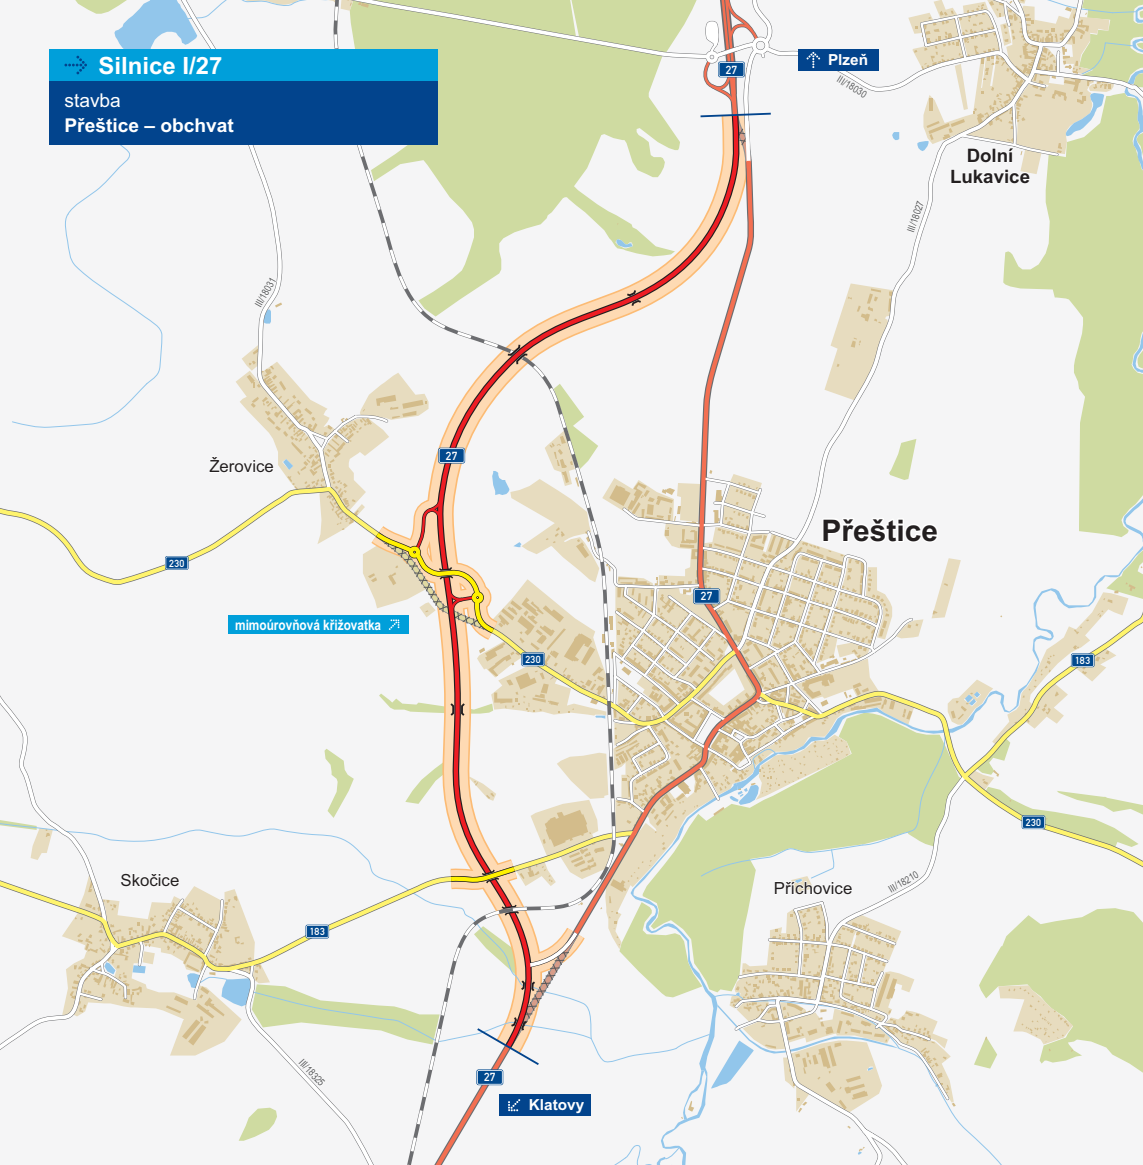 Silnice I/27
stavba
Přeštice – obchvat
27
Plzeň
III/18030
Dolní
Lukavice
III/18027
III/18031
27
Žerovice
Přeštice
230
27
mimoúrovňová křižovatka
230
183
230
Skočice
Příchovice
III/18210
183
III/18325
27
Klatovy